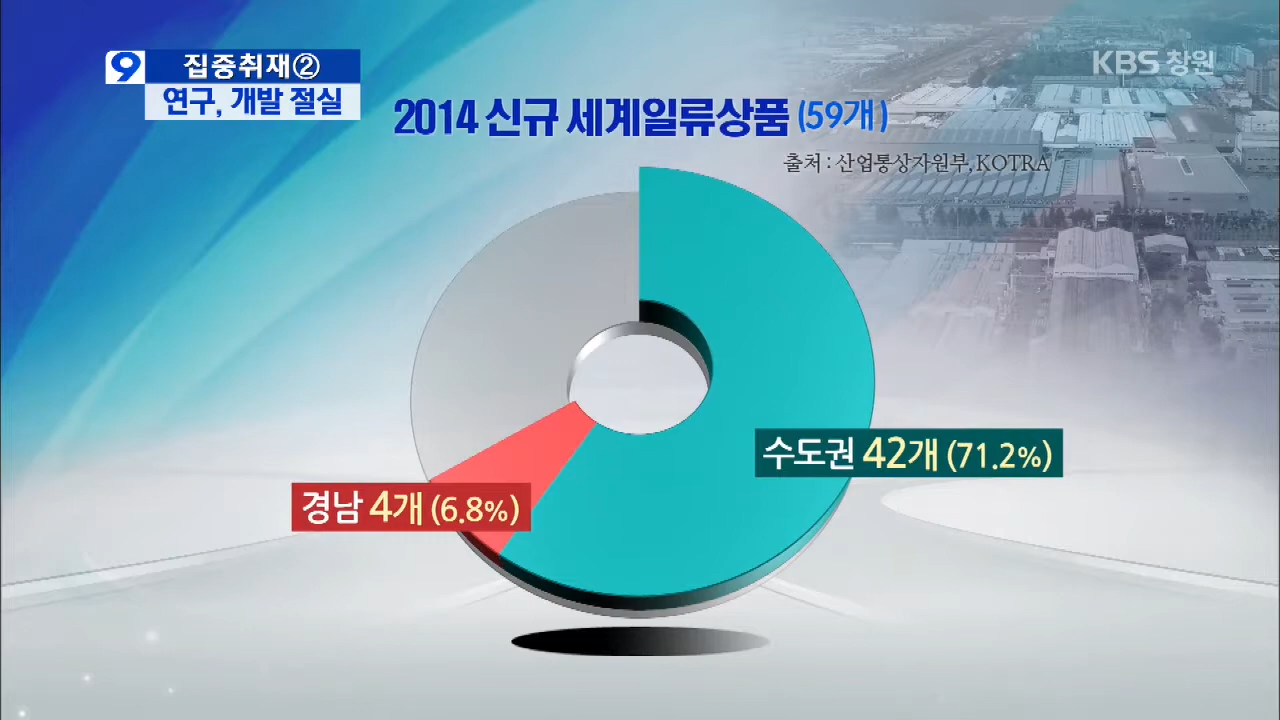 9 집중취재②
연구, 개발 절실
KBS 창원
2014 신규 세계일류상품 (59개)
출처 : 산업통상자원부, KOTRA
수도권 42개 (71.2%)
경남 4개 (6.8%)